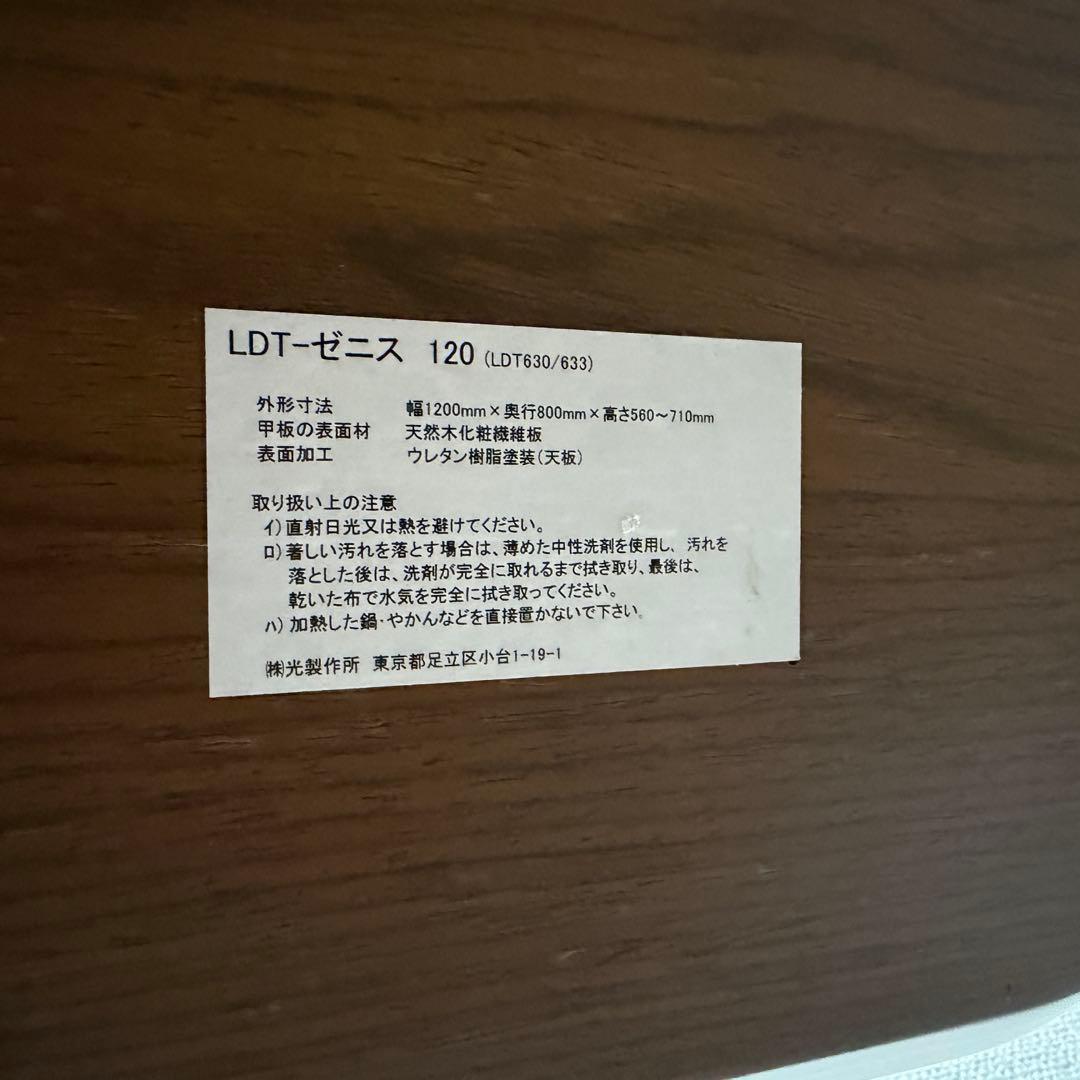 LDT-ゼニス 120 (LDT630/633)
外形寸法 幅1200mm×奥行800mm×高さ560～710mm
甲板の表面材 天然木化粧繊維板
表面加工 ウレタン樹脂塗装(天板)
取り扱い上の注意
イ)直射日光又は熱を避けてください。
ロ)著しい汚れを落とす場合は、薄めた中性洗剤を使用し、汚れを
落とした後は、洗剤が完全に取れるまで拭き取り、最後は、
乾いた布で水気を完全に拭き取ってください。
ハ)加熱した鍋・やかんなどを直接置かないで下さい。
㈱光製作所 東京都足立区小台1-19-1